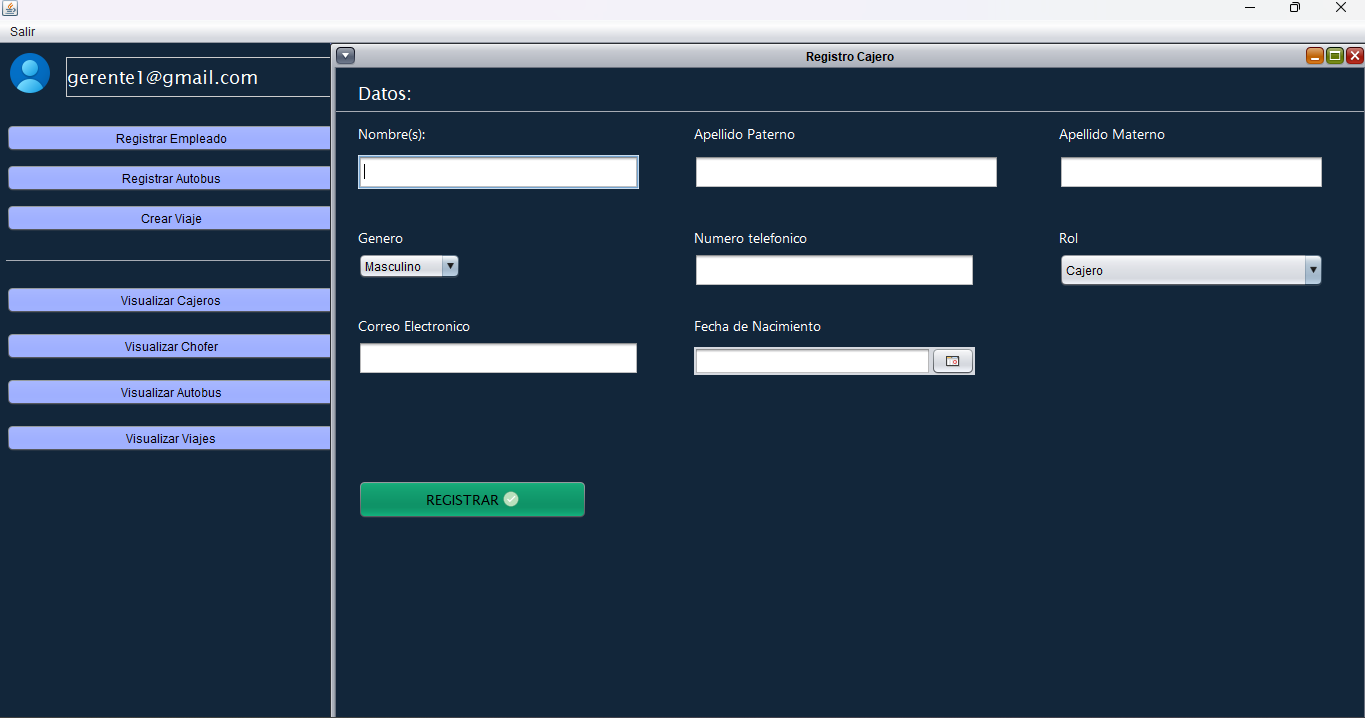 Salir
gerente1@gmail.com
Registrar Empleado
Registrar Autobus
Crear Viaje
Visualizar Cajeros
Visualizar Chofer
Visualizar Autobus
Visualizar Viajes
Registro Cajero
Datos:
Nombre(s): Apellido Paterno Apellido Materno
Genero Numero telefonico Rol
Masculino Cajero
Correo Electronico Fecha de Nacimiento
REGISTRAR